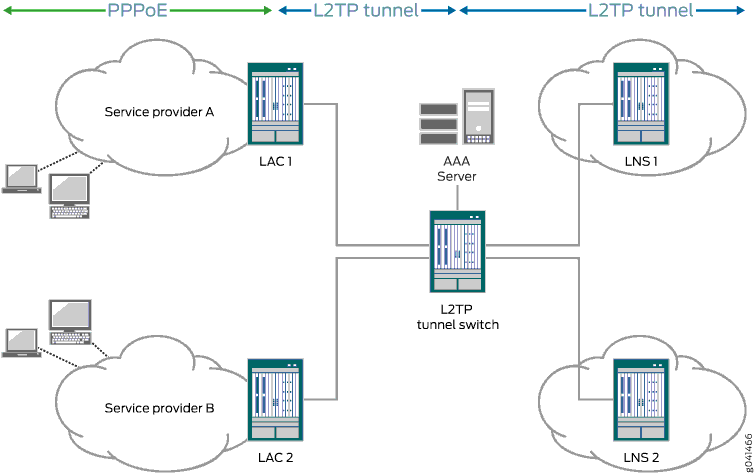 PPPoE
L2TP tunnel
L2TP tunnel
Service provider A
LAC 1
AAA
Server
LNS 1
L2TP
tunnel switch
Service provider B
LAC 2
LNS 2
g041466